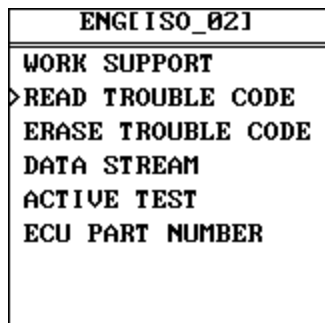 ENG[ISO_02]
WORK SUPPORT
>READ TROUBLE CODE
ERASE TROUBLE CODE
DATA STREAM
ACTIVE TEST
ECU PART NUMBER